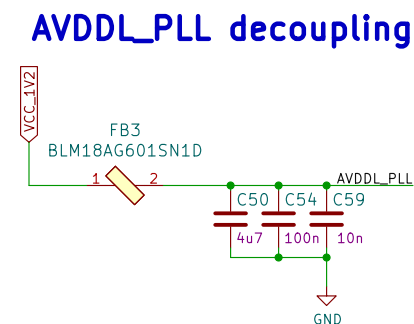 AVDDL_PLL decoupling
VCC_1V2
FB3
BLM18AG601SN1D
1 2
AVDDL_PLL
C50 C54 C59
4u7 100n 10n
GND